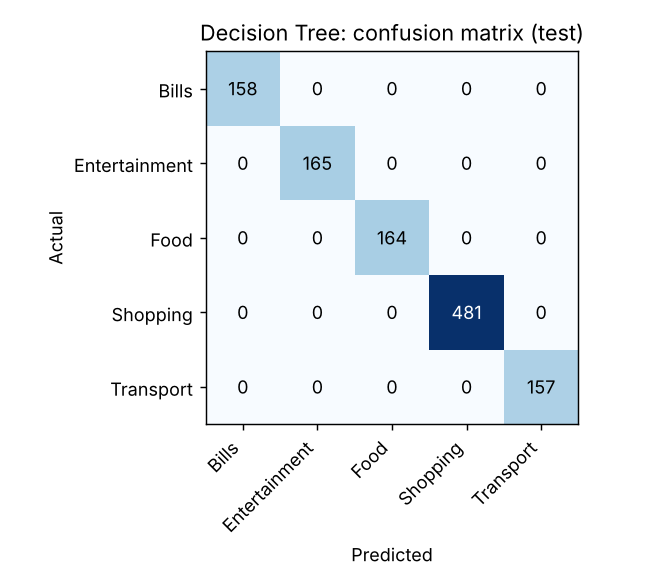 Decision Tree: confusion matrix (test)
Bills 158 0 0 0 0
Entertainment 0 165 0 0 0
Food 0 0 164 0 0
Shopping 0 0 0 481 0
Transport 0 0 0 0 157
Actual
Bills Entertainment Food Shopping Transport
Predicted